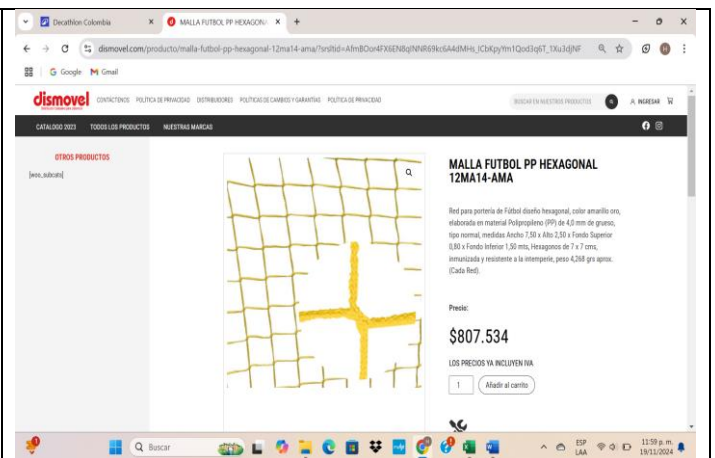 Decathlon Colombia
MALLA FUTBOL PP HEXAGONA
dismovel.com/producto/malla-futbol-pp-hexagonal-12ma14-ama/
Google
Gmail
dismovel
CONTÁCTENOS POLÍTICA DE PRIVACIDAD DISTRIBUIDORES POLÍTICAS DE CAMBIOS Y GARANTÍAS POLÍTICA DE PRIVACIDAD
BUSCAR EN NUESTROS PRODUCTOS
INGRESAR
CATALOGO 2023 TODOS LOS PRODUCTOS NUESTRAS MARCAS
OTROS PRODUCTOS
[woo_subcats]
MALLA FUTBOL PP HEXAGONAL
12MA14-AMA
Red para portería de Fútbol diseño hexagonal, color amarillo oro,
elaborada en material Polipropileno (PP) de 4,0 mm de grueso,
tipo normal, medidas Ancho 7,50 x Alto 2,50 x Fondo Superior
0,80 x Fondo Inferior 1,50 mts, Hexagonos de 7 x 7 cms,
inmunizada y resistente a la intemperie, peso 4,268 grs aprox.
(Cada Red).
Precio:
$807.534
LOS PRECIOS YA INCLUYEN IVA
1 Añadir al carrito
Buscar
ESP
LAA
11:59 p. m.
19/11/2024